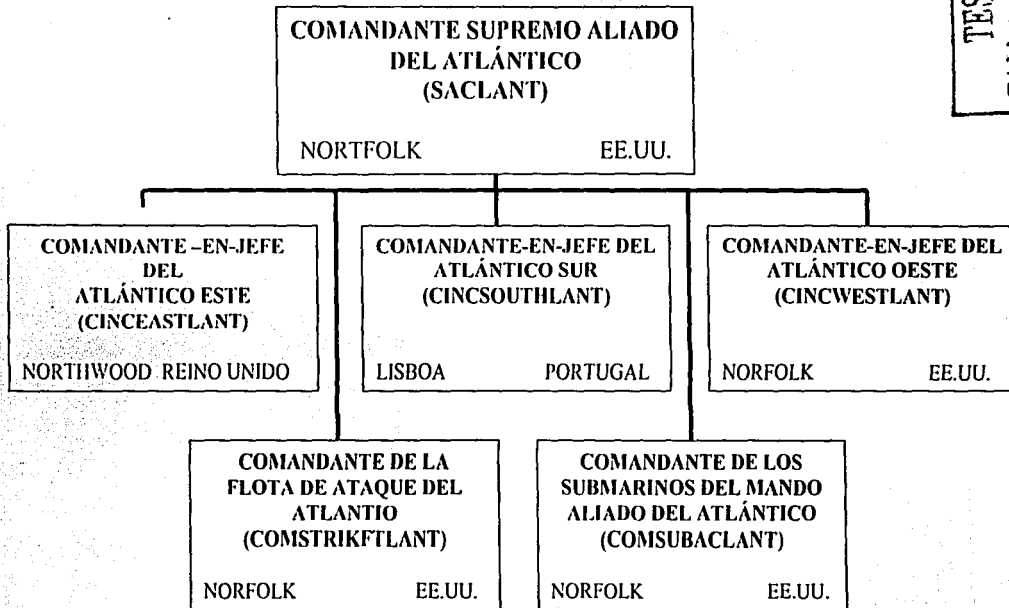 TES
COMANDANTE SUPREMO ALIADO
DEL ATLÁNTICO
(SACLANT)
NORTFOLK EE.UU.
COMANDANTE –EN-JEFE
DEL
ATLÁNTICO ESTE
(CINCEASTLANT)
NORTHWOOD REINO UNIDO
COMANDANTE-EN-JEFE DEL
ATLÁNTICO SUR
(CINCSOUTHLANT)
LISBOA PORTUGAL
COMANDANTE-EN-JEFE DEL
ATLÁNTICO OESTE
(CINCWESTLANT)
NORFOLK EE.UU.
COMANDANTE DE LA
FLOTA DE ATAQUE DEL
ATLANTIO
(COMSTRIKFTLANT)
NORFOLK EE.UU.
COMANDANTE DE LOS
SUBMARINOS DEL MANDO
ALIADO DEL ATLÁNTICO
(COMSUBACLANT)
NORFOLK EE.UU.